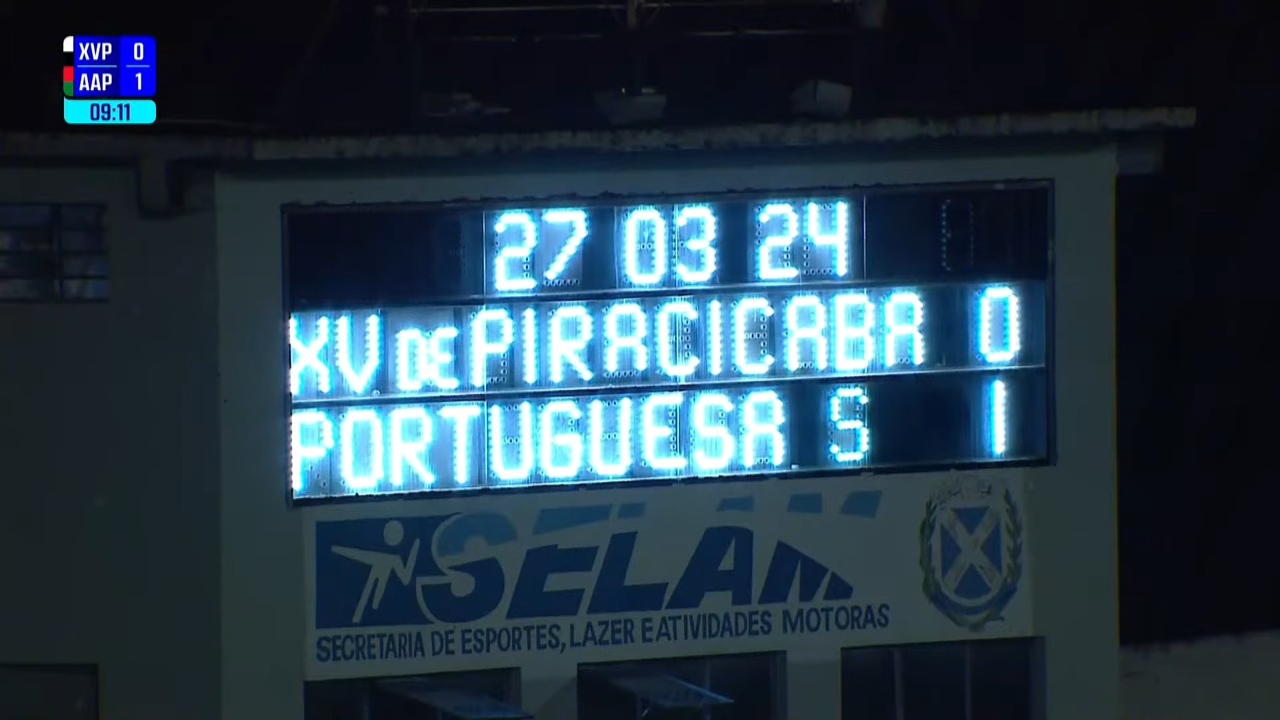 XVP 0
AAP 1
09:11
27 03 24
XV DE PIRACICABA 0
PORTUGUESA S 1
SELAM
SECRETARIA DE ESPORTES, LAZER E ATIVIDADES MOTORAS